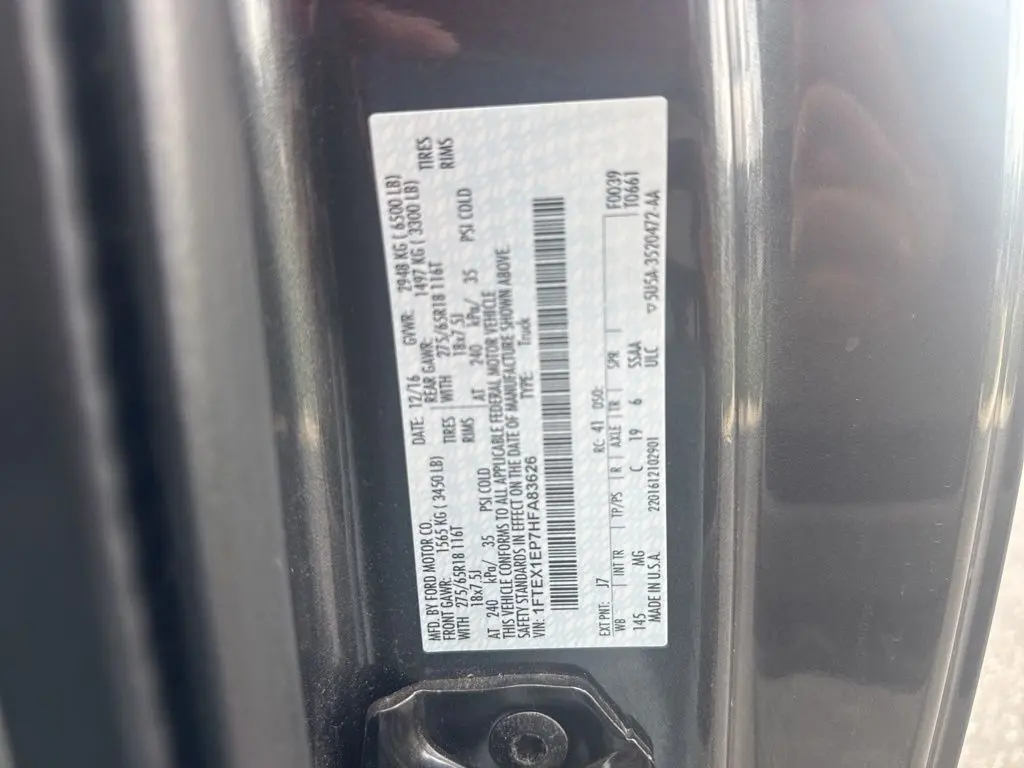 MFD. BY FORD MOTOR CO.
DATE: 12/16 GVWR: 2948 KG ( 6500 LB)
FRONT GAWR: 1565 KG ( 3450 LB) REAR GAWR: 1497 KG ( 3300 LB)
WITH 275/65R18 116T TIRES WITH 275/65R18 116T TIRES
18x7.5J RIMS 18x7.5J RIMS
AT 240 kPa/ 35 PSI COLD AT 240 kPa/ 35 PSI COLD
THIS VEHICLE CONFORMS TO ALL APPLICABLE FEDERAL MOTOR VEHICLE
SAFETY STANDARDS IN EFFECT ON THE DATE OF MANUFACTURE SHOWN ABOVE
VIN: 1FTEX1EP7HFA83626 TYPE: Truck
F0039
EXT PNT: J7 RC: 41 DSO: T0661
WB | INT TR | TP/PS | R | AXLE | TR | SPR |
145 MG C 19 6 SSAA
MADE IN U.S.A. 2201612102901 ULC
5U5A-3520472-AA